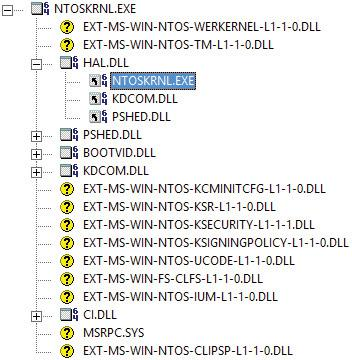 NTOSKRNL.EXE
EXT-MS-WIN-NTOS-WERKERNEL-L1-1-0.DLL
EXT-MS-WIN-NTOS-TM-L1-1-0.DLL
HAL.DLL
NTOSKRNL.EXE
KDCOM.DLL
PSHED.DLL
PSHED.DLL
BOOTVID.DLL
KDCOM.DLL
EXT-MS-WIN-NTOS-KCMINITCFG-L1-1-0.DLL
EXT-MS-WIN-NTOS-KSR-L1-1-0.DLL
EXT-MS-WIN-NTOS-KSECURITY-L1-1-1.DLL
EXT-MS-WIN-NTOS-KSIGNINGPOLICY-L1-1-0.DLL
EXT-MS-WIN-NTOS-UCODE-L1-1-0.DLL
EXT-MS-WIN-FS-CLFS-L1-1-0.DLL
EXT-MS-WIN-NTOS-IUM-L1-1-0.DLL
CI.DLL
MSRPC.SYS
EXT-MS-WIN-NTOS-CLIPSP-L1-1-0.DLL